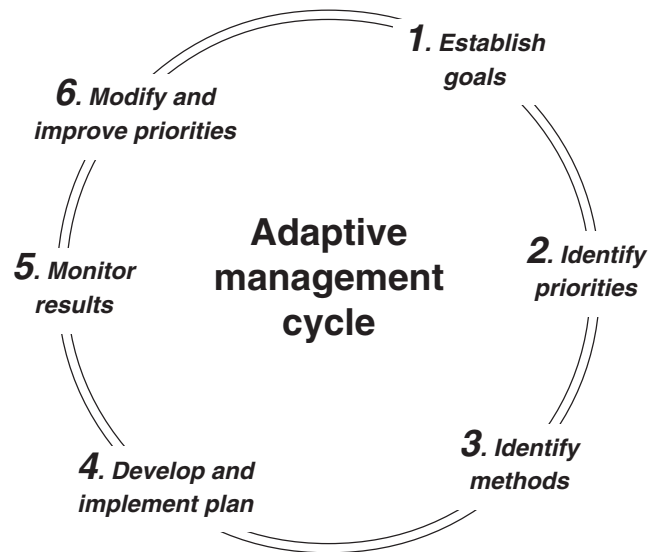 1. Establish
goals
2. Identify
priorities
3. Identify
methods
4. Develop and
implement plan
5. Monitor
results
6. Modify and
improve priorities
Adaptive
management
cycle